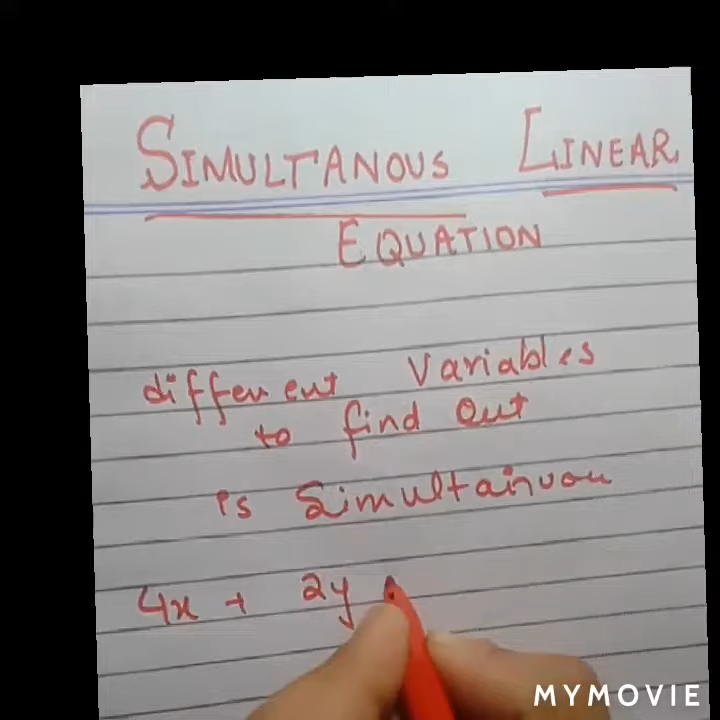 SIMULTANOUS LINEAR
EQUATION
different Variables
to find Out
is Simultainuou
4x + 2y
MYMOVIE